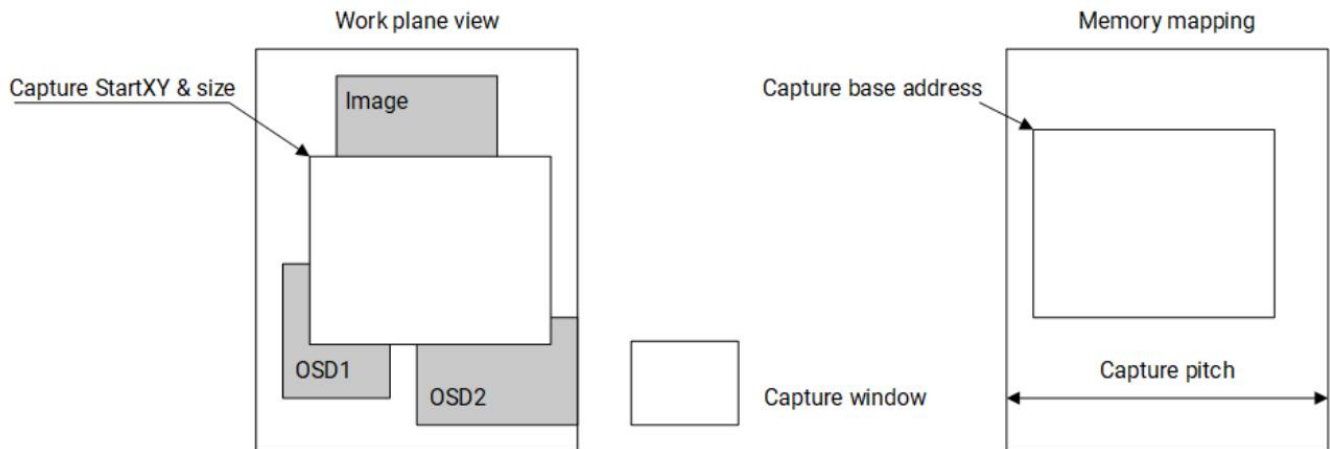 Work plane view
Memory mapping
Capture StartXY & size
Image
Capture base address
OSD1
OSD2
Capture window
Capture pitch